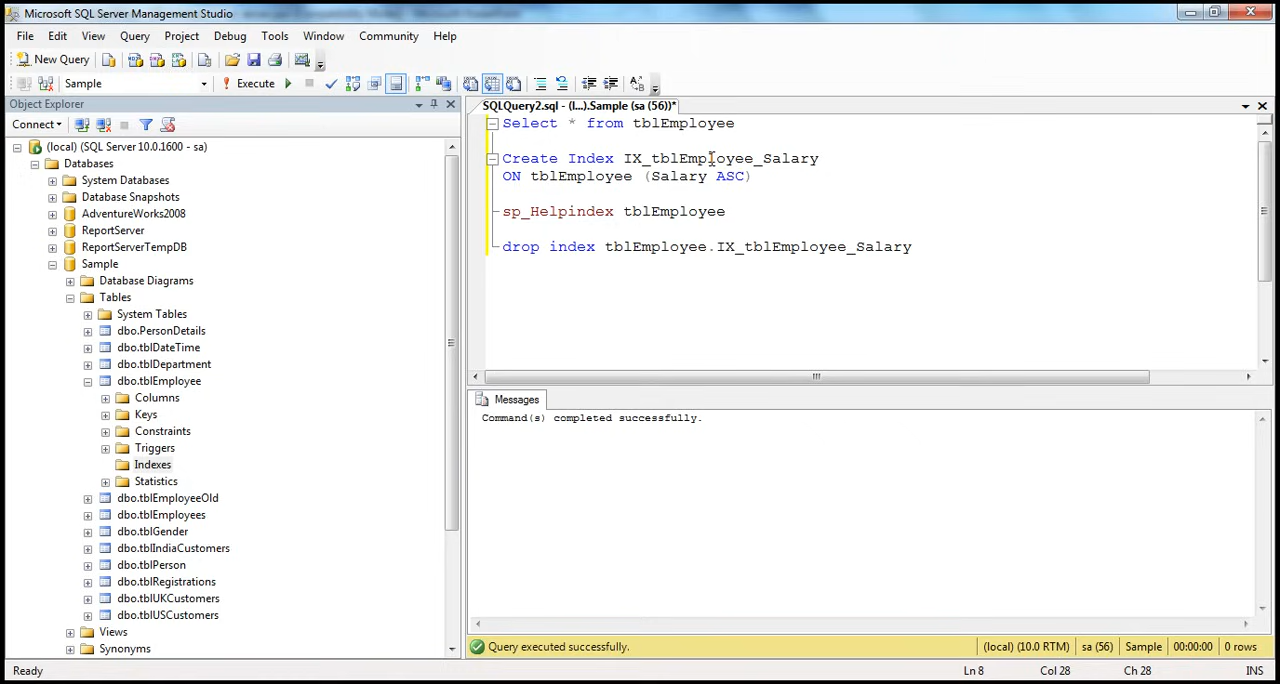 Microsoft SQL Server Management Studio
File Edit View Query Project Debug Tools Window Community Help
New Query
Sample Execute
Object Explorer
Connect
(local) (SQL Server 10.0.1600 - sa)
Databases
System Databases
Database Snapshots
AdventureWorks2008
ReportServer
ReportServerTempDB
Sample
Database Diagrams
Tables
System Tables
dbo.PersonDetails
dbo.tblDateTime
dbo.tblDepartment
dbo.tblEmployee
Columns
Keys
Constraints
Triggers
Indexes
Statistics
dbo.tblEmployeeOld
dbo.tblEmployees
dbo.tblGender
dbo.tblIndiaCustomers
dbo.tblPerson
dbo.tblRegistrations
dbo.tblUKCustomers
dbo.tblUSCustomers
Views
Synonyms
SQLQuery2.sql - (l...).Sample (sa (56))*
Select * from tblEmployee
Create Index IX_tblEmployee_Salary
ON tblEmployee (Salary ASC)
sp_Helpindex tblEmployee
drop index tblEmployee.IX_tblEmployee_Salary
Messages
Command(s) completed successfully.
Query executed successfully. (local) (10.0 RTM) sa (56) Sample 00:00:00 0 rows
Ready Ln 8 Col 28 Ch 28 INS